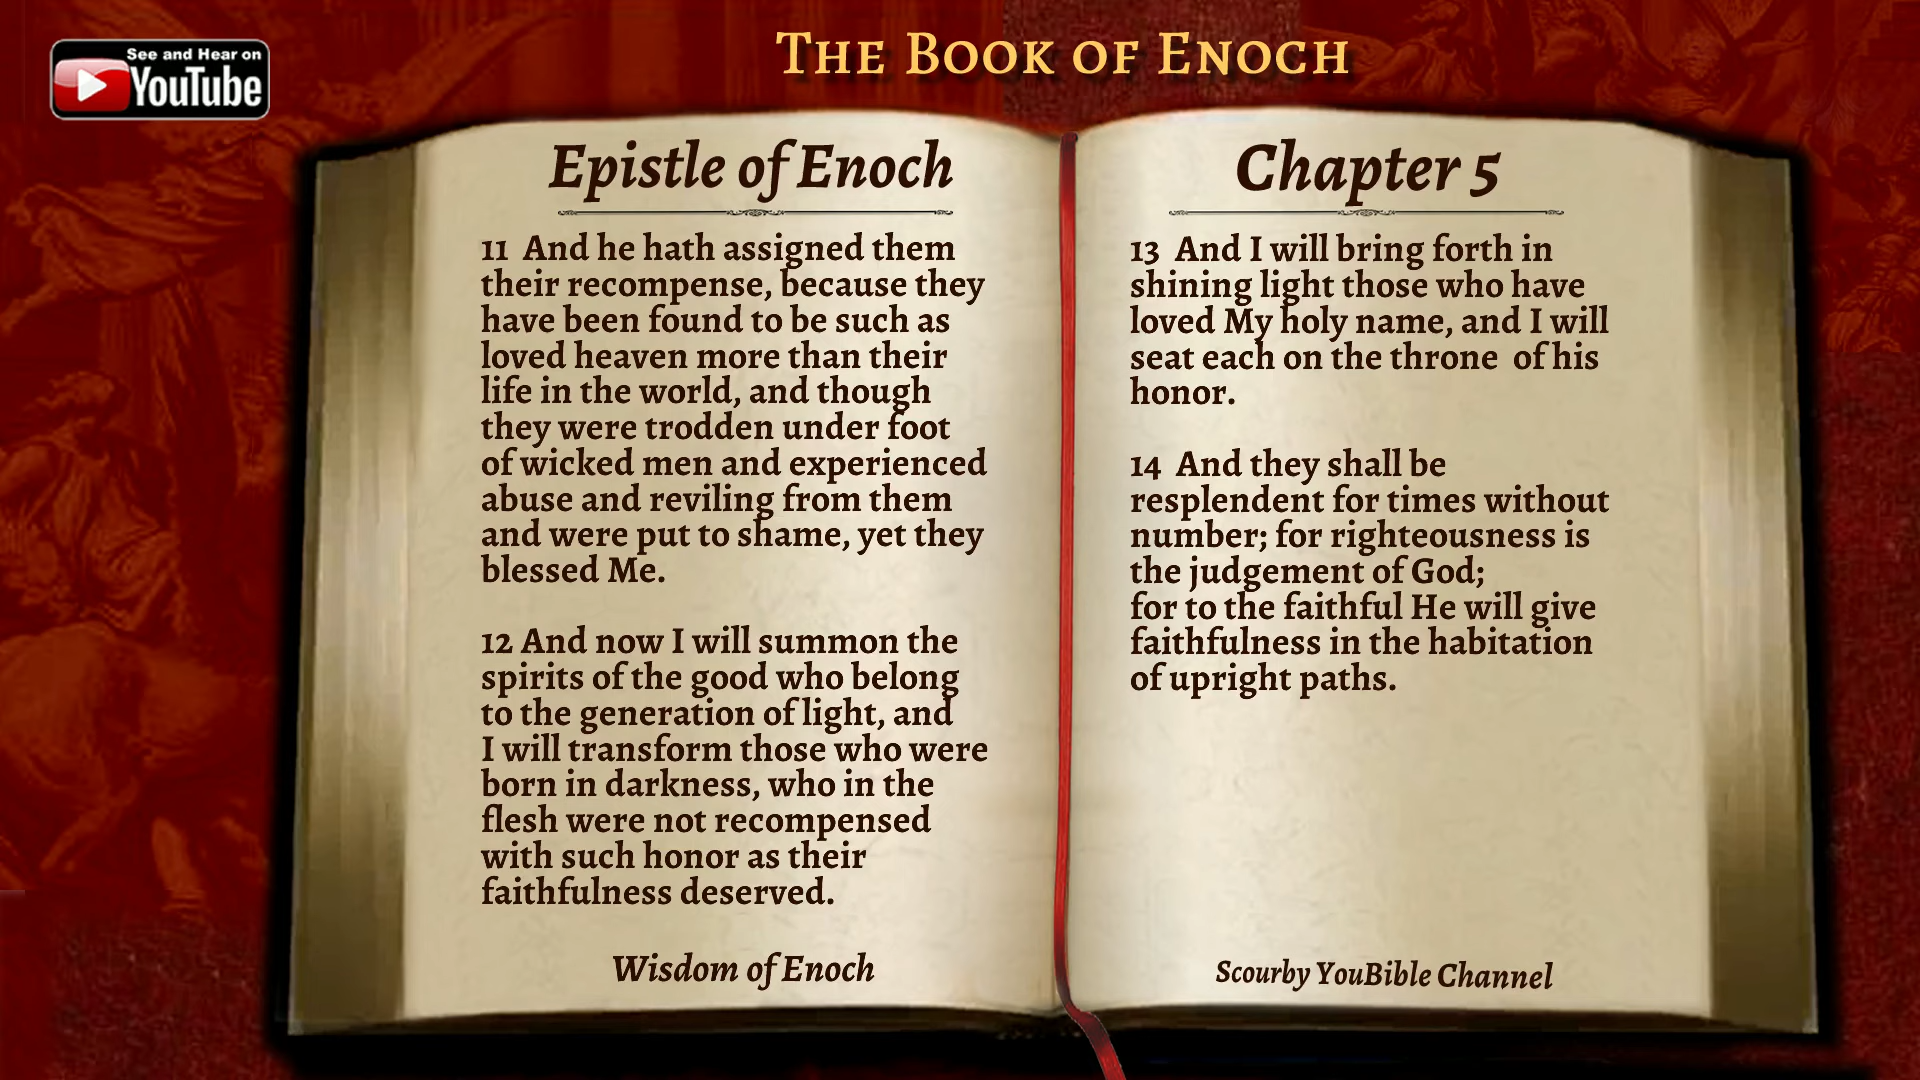 See and Hear on
YouTube
The Book of Enoch
Epistle of Enoch
11 And he hath assigned them
their recompense, because they
have been found to be such as
loved heaven more than their
life in the world, and though
they were trodden under foot
of wicked men and experienced
abuse and reviling from them
and were put to shame, yet they
blessed Me.
12 And now I will summon the
spirits of the good who belong
to the generation of light, and
I will transform those who were
born in darkness, who in the
flesh were not recompensed
with such honor as their
faithfulness deserved.
Wisdom of Enoch
Chapter 5
13 And I will bring forth in
shining light those who have
loved My holy name, and I will
seat each on the throne of his
honor.
14 And they shall be
resplendent for times without
number; for righteousness is
the judgement of God;
for to the faithful He will give
faithfulness in the habitation
of upright paths.
Scourby YouBible Channel